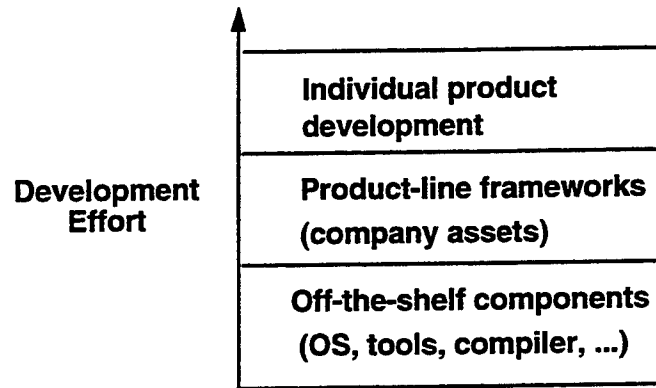 Individual product
development
Development
Effort
Product-line frameworks
(company assets)
Off-the-shelf components
(OS, tools, compiler, ...)